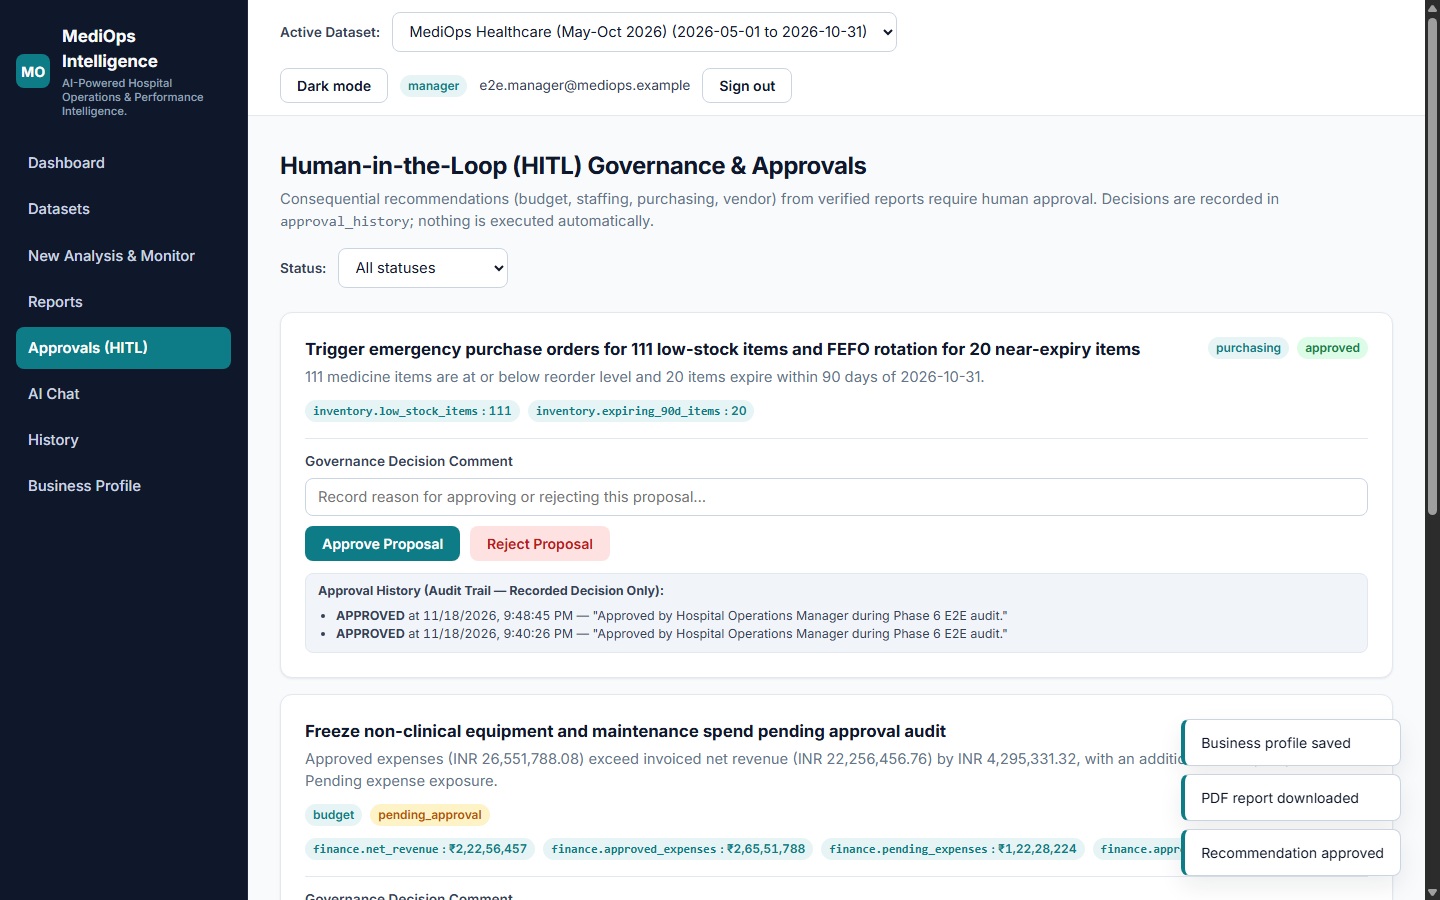 MO
MediOps
Intelligence
AI-Powered Hospital
Operations & Performance
Intelligence.
Dashboard
Datasets
New Analysis & Monitor
Reports
Approvals (HITL)
AI Chat
History
Business Profile
Active Dataset: MediOps Healthcare (May-Oct 2026) (2026-05-01 to 2026-10-31)
Dark mode manager e2e.manager@mediops.example Sign out
Human-in-the-Loop (HITL) Governance & Approvals
Consequential recommendations (budget, staffing, purchasing, vendor) from verified reports require human approval. Decisions are recorded in
approval_history; nothing is executed automatically.
Status: All statuses
Trigger emergency purchase orders for 111 low-stock items and FEFO rotation for 20 near-expiry items purchasing approved
111 medicine items are at or below reorder level and 20 items expire within 90 days of 2026-10-31.
inventory.low_stock_items : 111 inventory.expiring_90d_items : 20
Governance Decision Comment
Record reason for approving or rejecting this proposal...
Approve Proposal Reject Proposal
Approval History (Audit Trail — Recorded Decision Only):
• APPROVED at 11/18/2026, 9:48:45 PM — "Approved by Hospital Operations Manager during Phase 6 E2E audit."
• APPROVED at 11/18/2026, 9:40:26 PM — "Approved by Hospital Operations Manager during Phase 6 E2E audit."
Freeze non-clinical equipment and maintenance spend pending approval audit
Approved expenses (INR 26,551,788.08) exceed invoiced net revenue (INR 22,256,456.76) by INR 4,295,331.32, with an
Pending expense exposure.
budget pending_approval
finance.net_revenue : ₹2,22,56,457 finance.approved_expenses : ₹2,65,51,788 finance.pending_expenses : ₹1,22,28,224
Governance Decision Comment
Business profile saved
PDF report downloaded
Recommendation approved